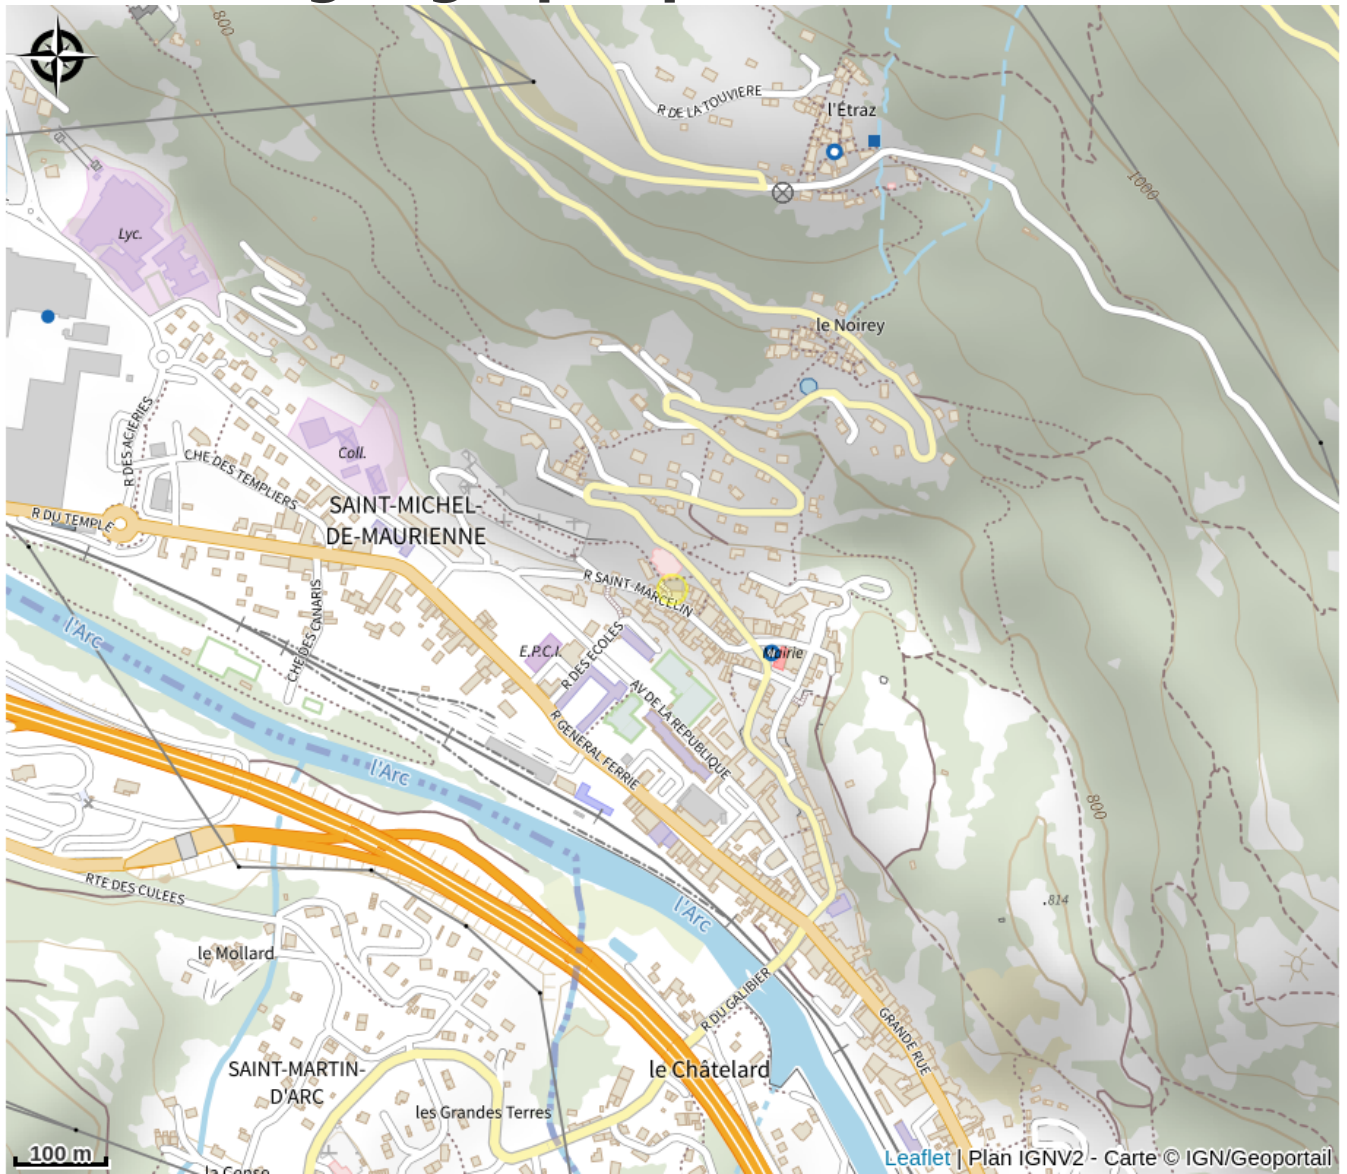 800
R DE LA TOUVIERE
l'Étraz
1000
Lyc.
le Noirey
R DES ACIERIES
Coll.
CHE DES TEMPLIERS
SAINT-MICHEL-
DE-MAURIENNE
R DU TEMPLE
R SAINT-MARCELIN
CHE DES CANARIS
l'Arc
E.P.C.I.
R DES ECOLES
Mairie
AV DE LA REPUBLIQUE
R GENERAL FERRIE
l'Arc
800
RTE DES CULEES
l'Arc
814
le Mollard
R DU GALIBIER
GRANDE RUE
SAINT-MARTIN-
D'ARC
le Châtelard
les Grandes Terres
100 m
la Cense
Leaflet | Plan IGNV2 - Carte © IGN/Geoportail